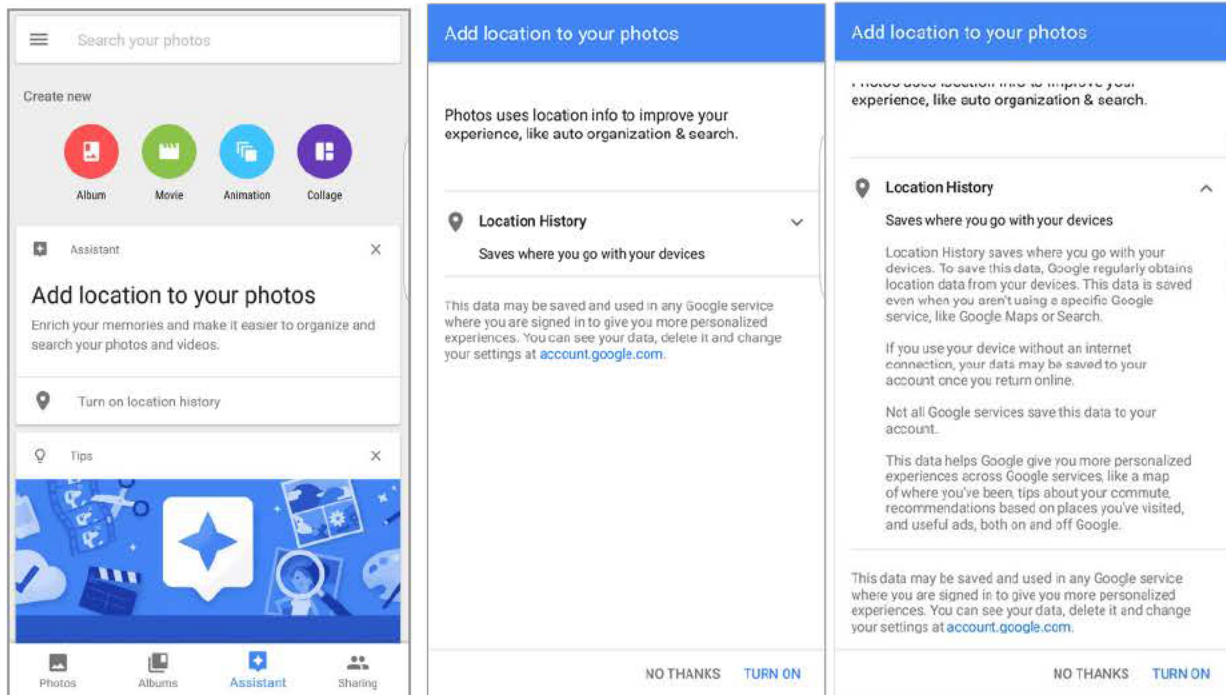 Search your photos
Create new
Album
Movie
Animation
Collage
Assistant
Add location to your photos
Enrich your memories and make it easier to organize and
search your photos and videos.
Turn on location history
Tips
Photos
Albums
Assistant
Sharing
Add location to your photos
Photos uses location info to improve your
experience, like auto organization & search.
Location History
Saves where you go with your devices
This data may be saved and used in any Google service
where you are signed in to give you more personalized
experiences. You can see your data, delete it and change
your settings at account.google.com.
NO THANKS TURN ON
Add location to your photos
Photos uses location info to improve your
experience, like auto organization & search.
Location History
Saves where you go with your devices
Location History saves where you go with your
devices. To save this data, Google regularly obtains
location data from your devices. This data is saved
even when you aren't using a specific Google
service, like Google Maps or Search.
If you use your device without an internet
connection, your data may be saved to your
account once you return online.
Not all Google services save this data to your
account.
This data helps Google give you more personalized
experiences across Google services, like a map
of where you've been, tips about your commute,
recommendations based on places you've visited,
and useful ads, both on and off Google.
This data may be saved and used in any Google service
where you are signed in to give you more personalized
experiences. You can see your data, delete it and change
your settings at account.google.com.
NO THANKS TURN ON